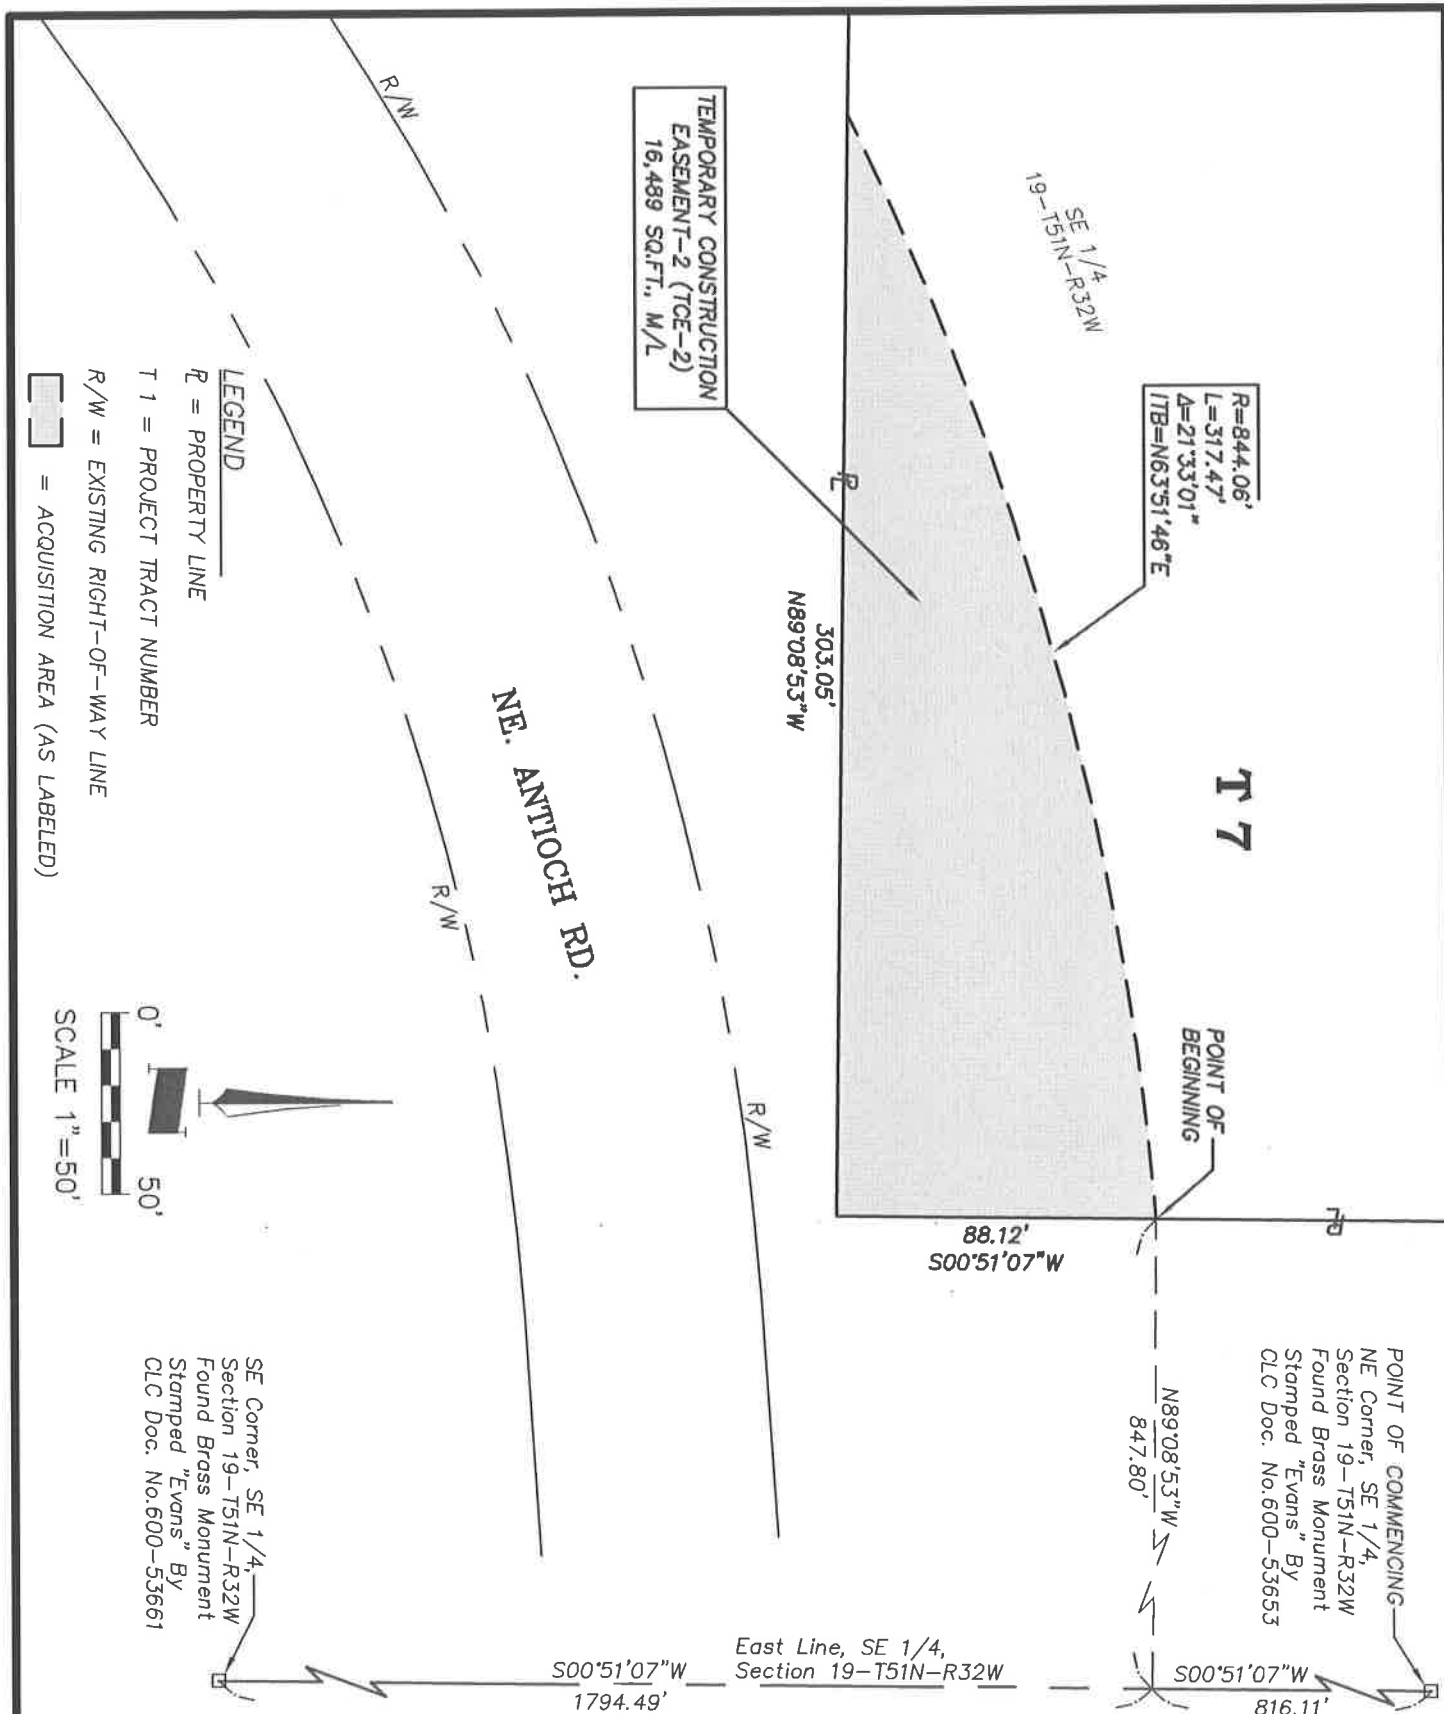 R/W
TEMPORARY CONSTRUCTION
EASEMENT-2 (TCE-2)
16,489 SQ.FT., M/L
SE 1/4
19-T51N-R32W
R=844.06'
L=317.47'
Δ=21°33'01"
ITB=N63°51'46"E
PL
303.05'
N89°08'53"W
T 7
POINT OF
BEGINNING
PL
88.12'
S00°51'07"W
N89°08'53"W
847.80'
POINT OF COMMENCING
NE Corner, SE 1/4,
Section 19-T51N-R32W
Found Brass Monument
Stamped "Evans" By
CLC Doc. No.600-53653
S00°51'07"W
816.11'
East Line, SE 1/4,
Section 19-T51N-R32W
S00°51'07"W
1794.49'
SE Corner, SE 1/4,
Section 19-T51N-R32W
Found Brass Monument
Stamped "Evans" By
CLC Doc. No.600-53661
NE. ANTIOCH RD.
R/W
R/W
LEGEND
PL = PROPERTY LINE
T 1 = PROJECT TRACT NUMBER
R/W = EXISTING RIGHT-OF-WAY LINE
= ACQUISITION AREA (AS LABELED)
0' 50'
SCALE 1"=50'